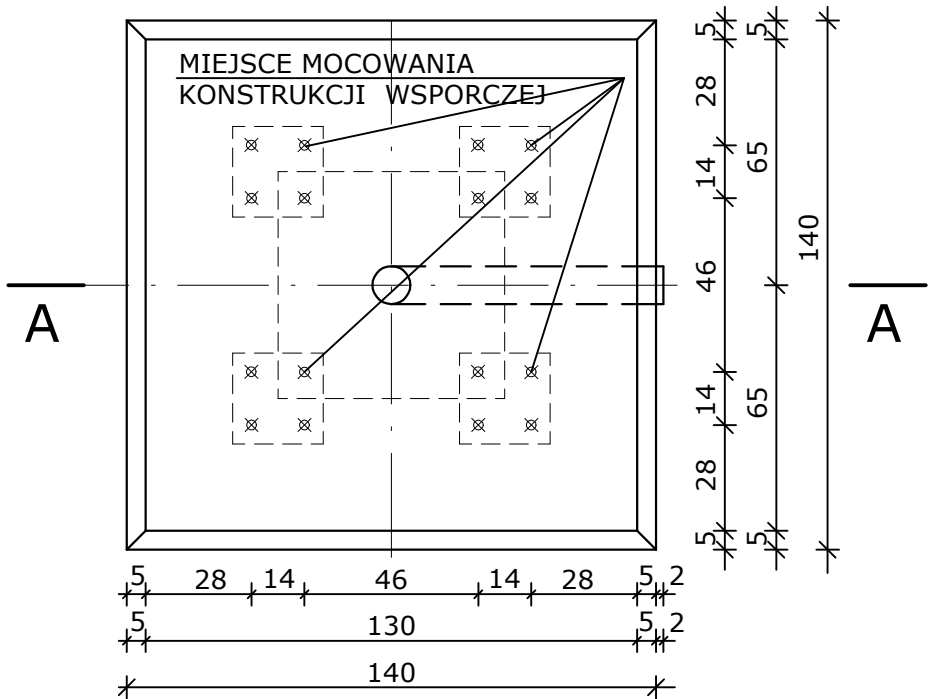 MIEJSCE MOCOWANIA
KONSTRUKCJI WSPORCZEJ
A A
5 28 14 46 14 28 5
5 65 65 5
140
5 28 14 46 14 28 5 2
5 130 5 2
140